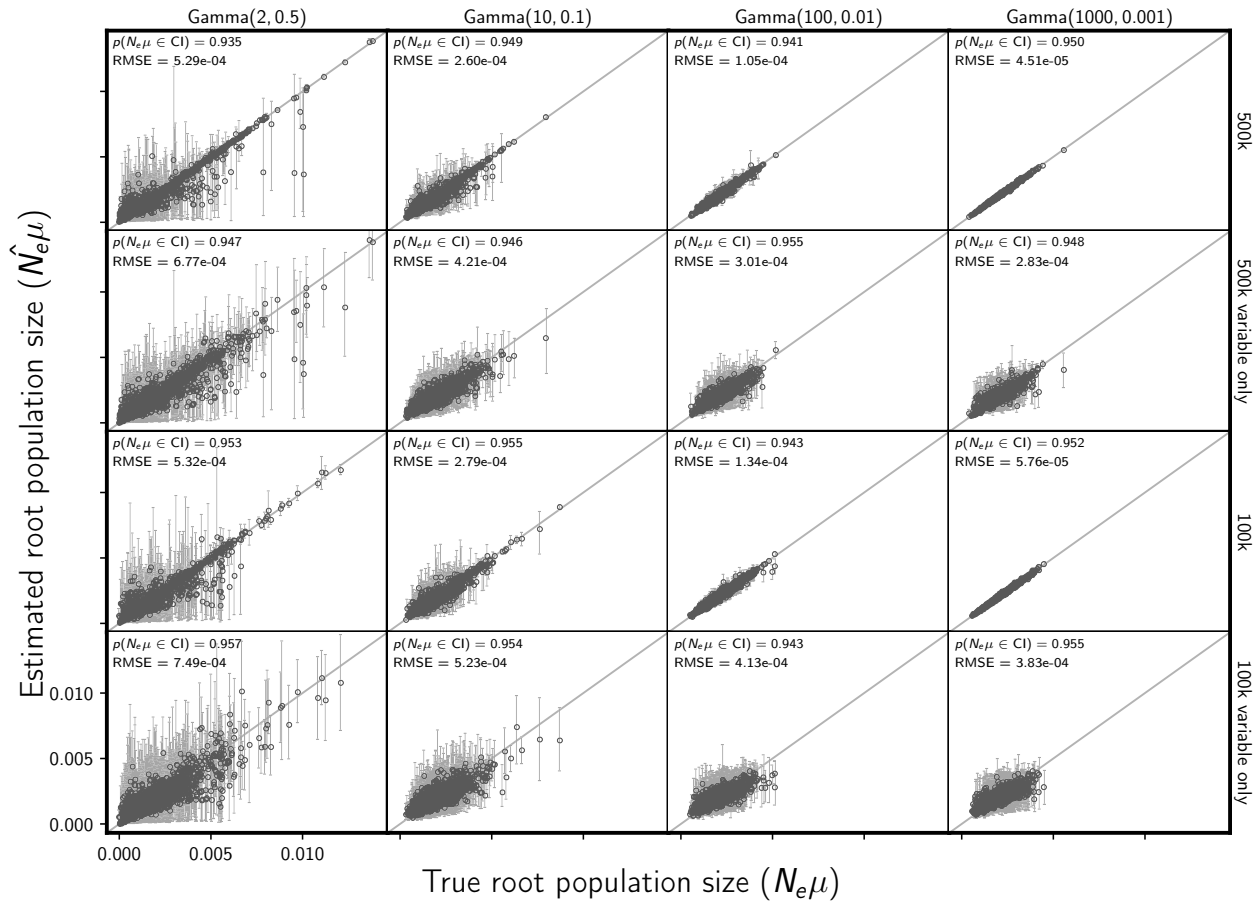 Gamma(2, 0.5)
Gamma(10, 0.1)
Gamma(100, 0.01)
Gamma(1000, 0.001)
p(Nₑμ ∈ CI) = 0.935
RMSE = 5.29e-04
p(Nₑμ ∈ CI) = 0.949
RMSE = 2.60e-04
p(Nₑμ ∈ CI) = 0.941
RMSE = 1.05e-04
p(Nₑμ ∈ CI) = 0.950
RMSE = 4.51e-05
500k
p(Nₑμ ∈ CI) = 0.947
RMSE = 6.77e-04
p(Nₑμ ∈ CI) = 0.946
RMSE = 4.21e-04
p(Nₑμ ∈ CI) = 0.955
RMSE = 3.01e-04
p(Nₑμ ∈ CI) = 0.948
RMSE = 2.83e-04
500k variable only
p(Nₑμ ∈ CI) = 0.953
RMSE = 5.32e-04
p(Nₑμ ∈ CI) = 0.955
RMSE = 2.79e-04
p(Nₑμ ∈ CI) = 0.943
RMSE = 1.34e-04
p(Nₑμ ∈ CI) = 0.952
RMSE = 5.76e-05
100k
p(Nₑμ ∈ CI) = 0.957
RMSE = 7.49e-04
p(Nₑμ ∈ CI) = 0.954
RMSE = 5.23e-04
p(Nₑμ ∈ CI) = 0.943
RMSE = 4.13e-04
p(Nₑμ ∈ CI) = 0.955
RMSE = 3.83e-04
100k variable only
Estimated root population size (N̂ₑμ)
0.010
0.005
0.000
0.000
0.005
0.010
True root population size (Nₑμ)